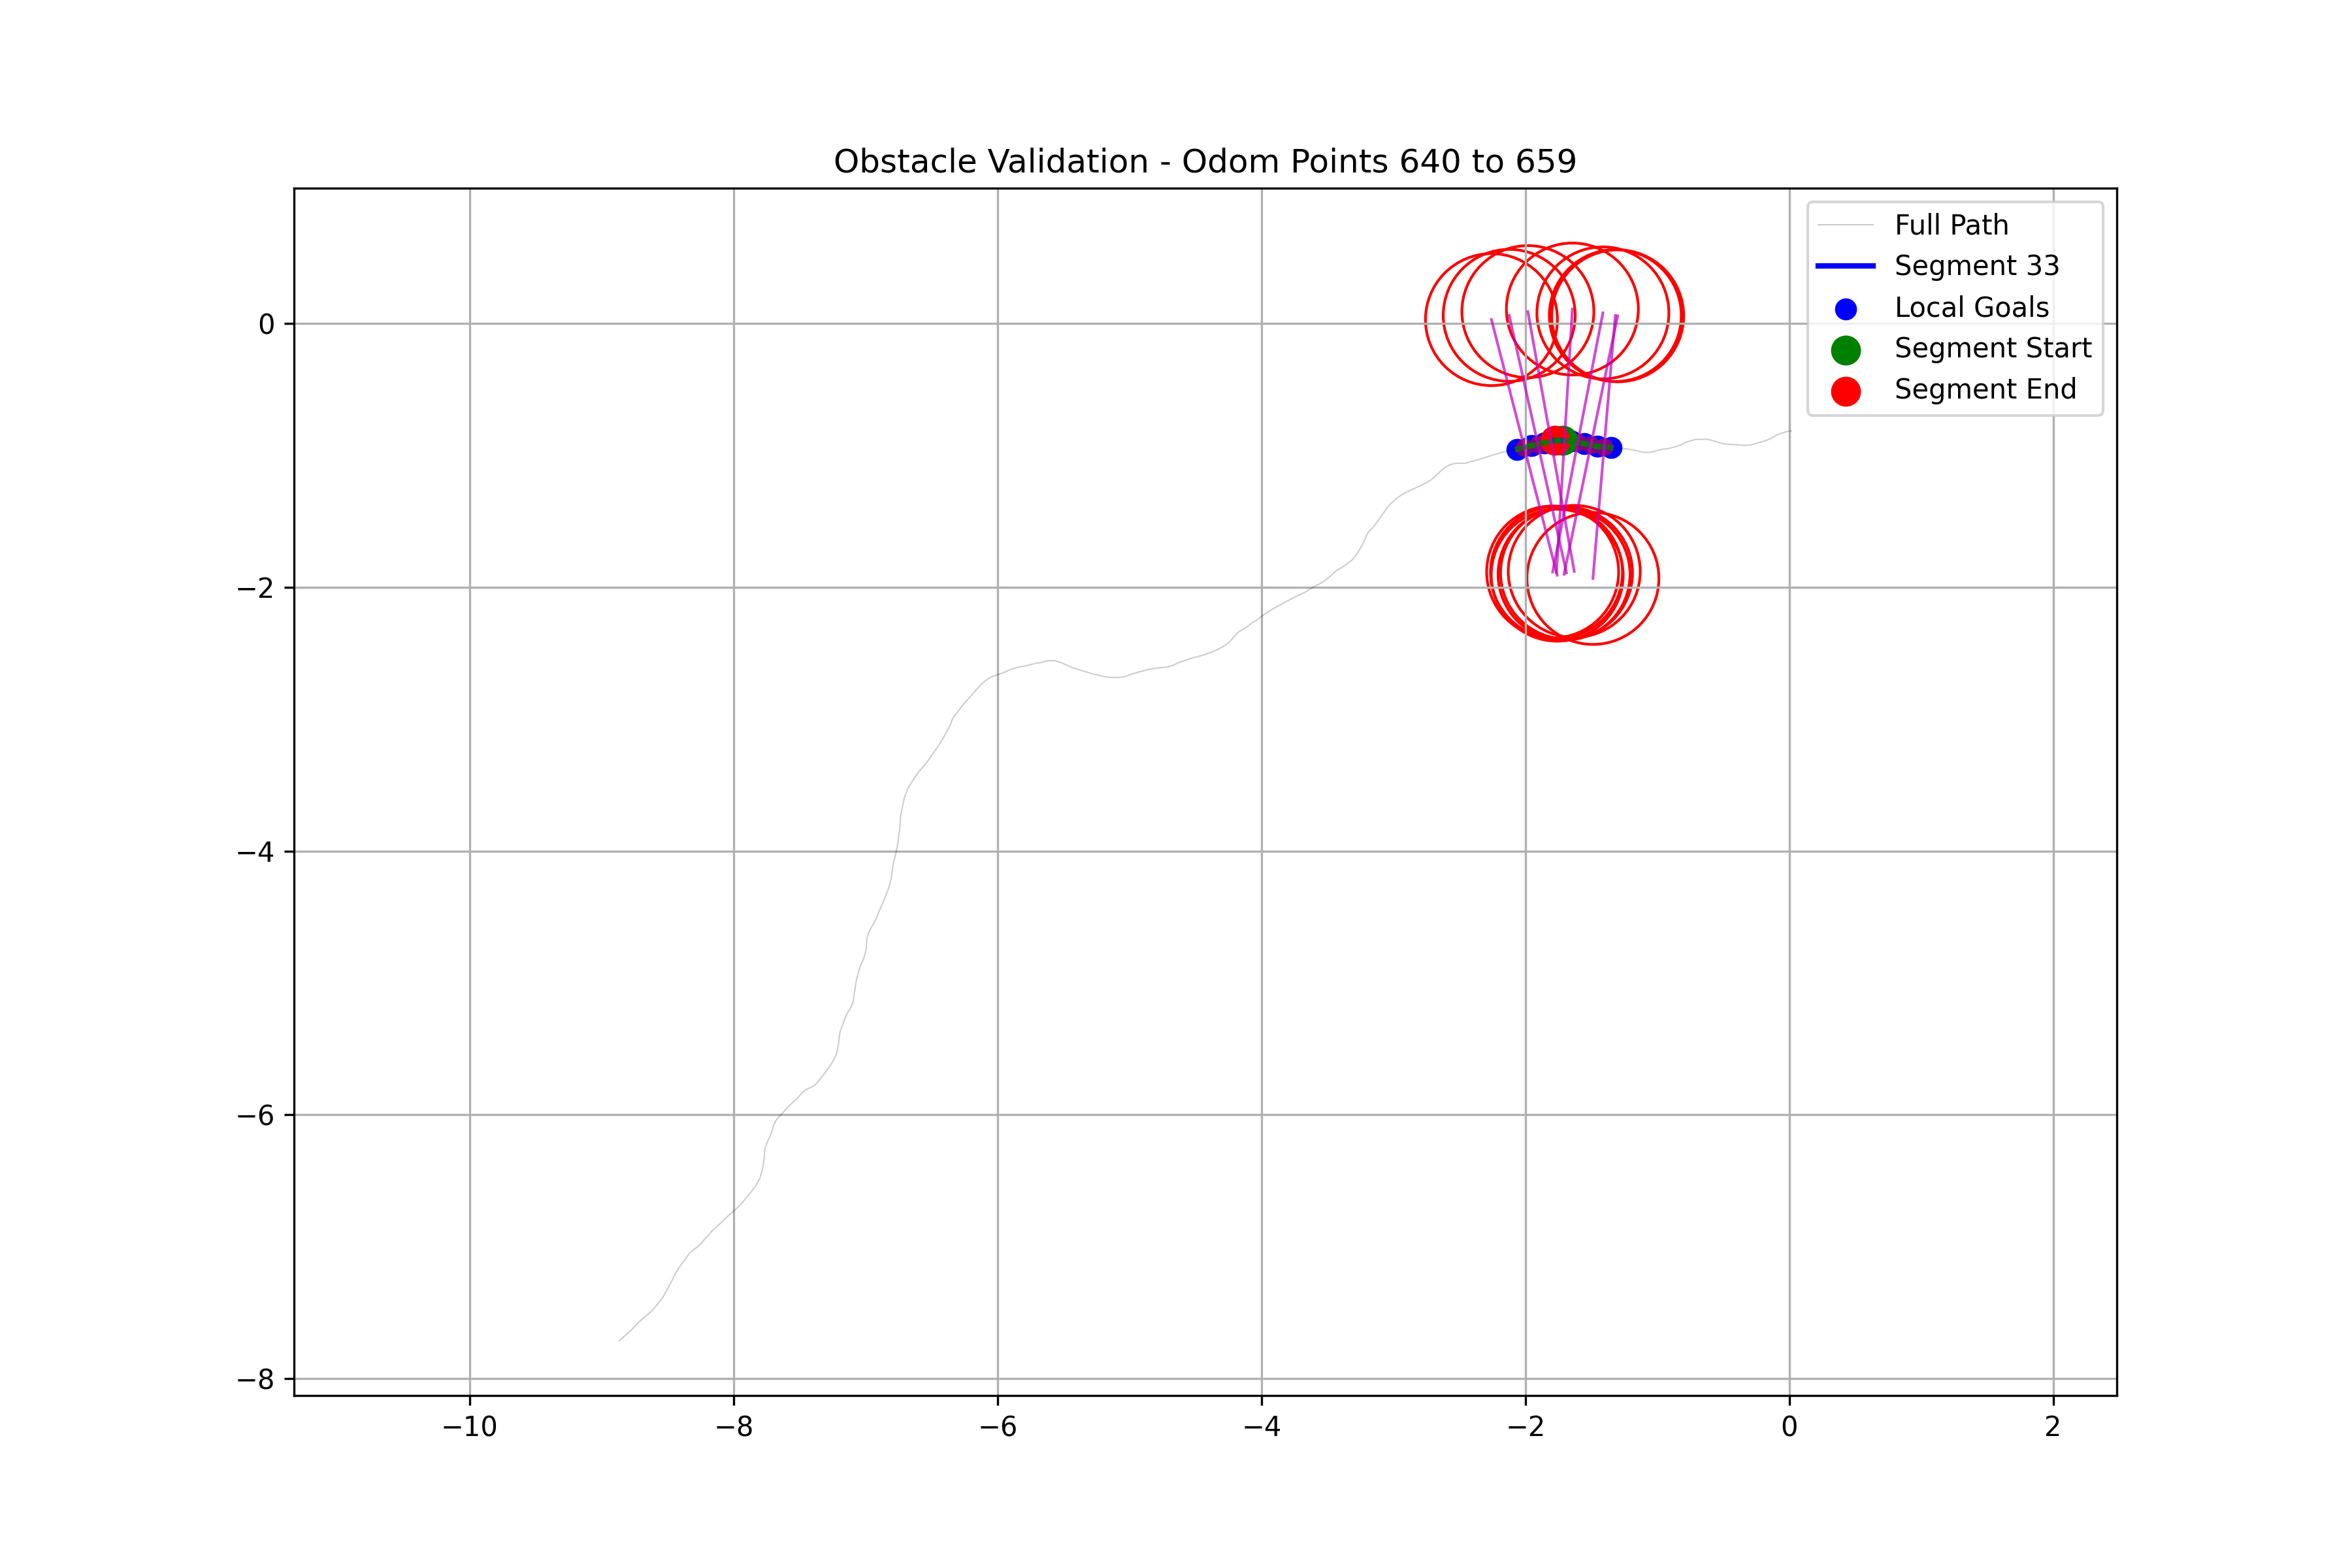 Obstacle Validation - Odom Points 640 to 659
Full Path
Segment 33
Local Goals
Segment Start
Segment End
0
−2
−4
−6
−8
−10
−8
−6
−4
−2
0
2